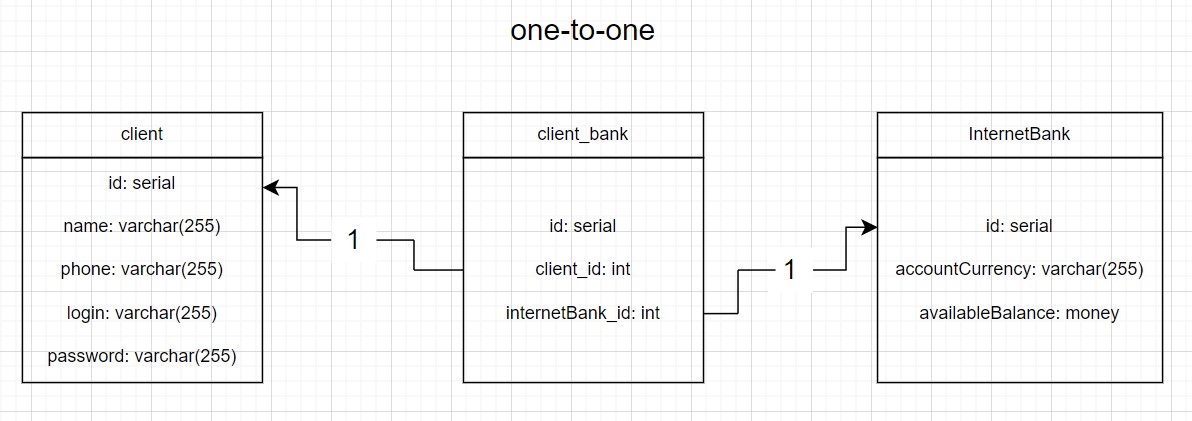 one-to-one
client
id: serial
name: varchar(255)
phone: varchar(255)
login: varchar(255)
password: varchar(255)
1
client_bank
id: serial
client_id: int
internetBank_id: int
1
InternetBank
id: serial
accountCurrency: varchar(255)
availableBalance: money